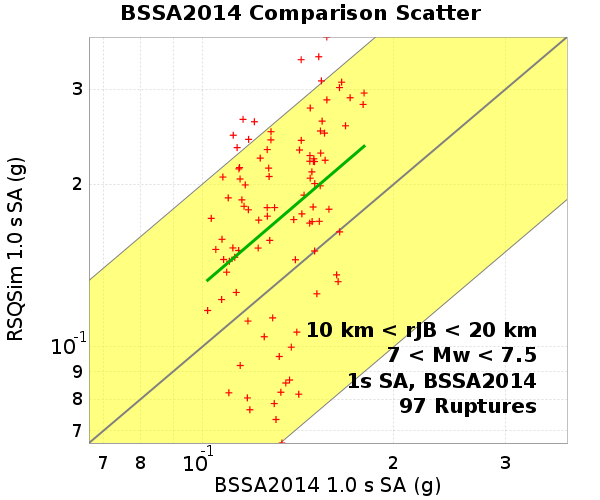 BSSA2014 Comparison Scatter
RSQSim 1.0 s SA (g)
3
2
10-1
9
8
7
10 km < rJB < 20 km
7 < Mw < 7.5
1s SA, BSSA2014
97 Ruptures
7 8 10-1 2 3
BSSA2014 1.0 s SA (g)